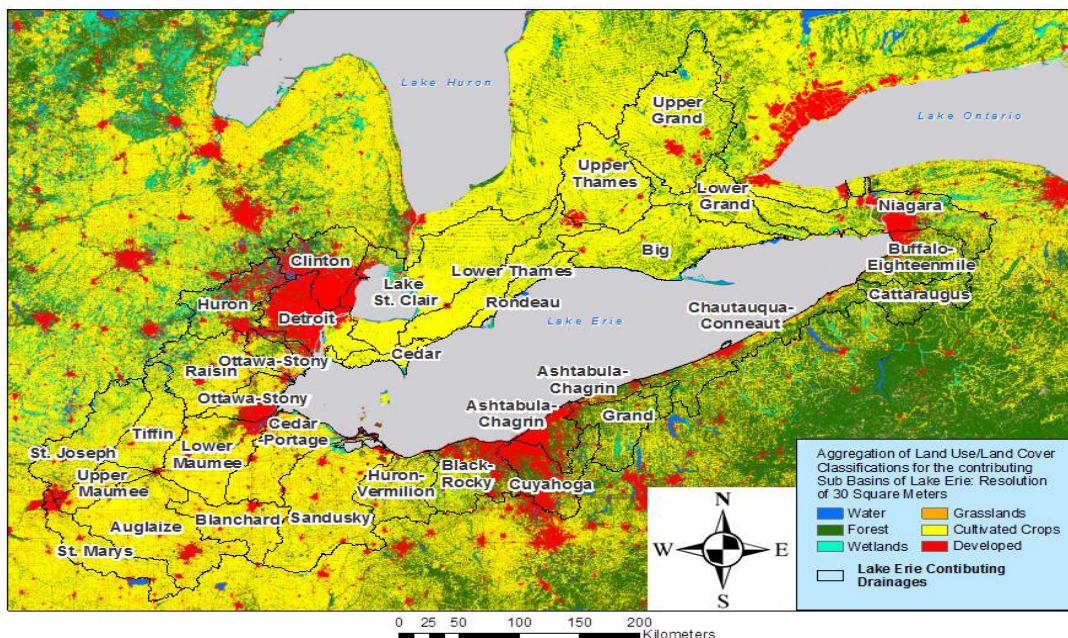 Lake Huron
Upper
Grand
Lake Ontario
Upper
Thames
Lower
Grand
Niagara
Big
Buffalo-
Eighteenmile
Clinton
Lake
St. Clair
Lower Thames
Cattaraugus
Huron
Rondeau
Detroit
Lake Erie
Chautauqua-
Conneaut
Ottawa-Stony
Cedar
Raisin
Ashtabula-
Chagrin
Ottawa-Stony
Ashtabula-
Chagrin
Grand
Cedar
-Portage
Tiffin
Lower
Maumee
St. Joseph
Upper
Maumee
Huron-
Vermilion
Black-
Rocky
Cuyahoga
Auglaize
Blanchard
Sandusky
St. Marys
N
W
E
S
Aggregation of Land Use/Land Cover
Classifications for the contributing
Sub Basins of Lake Erie: Resolution
of 30 Square Meters
Water
Grasslands
Forest
Cultivated Crops
Wetlands
Developed
Lake Erie Contibuting
Drainages
0 25 50 100 150 200
Kilometers